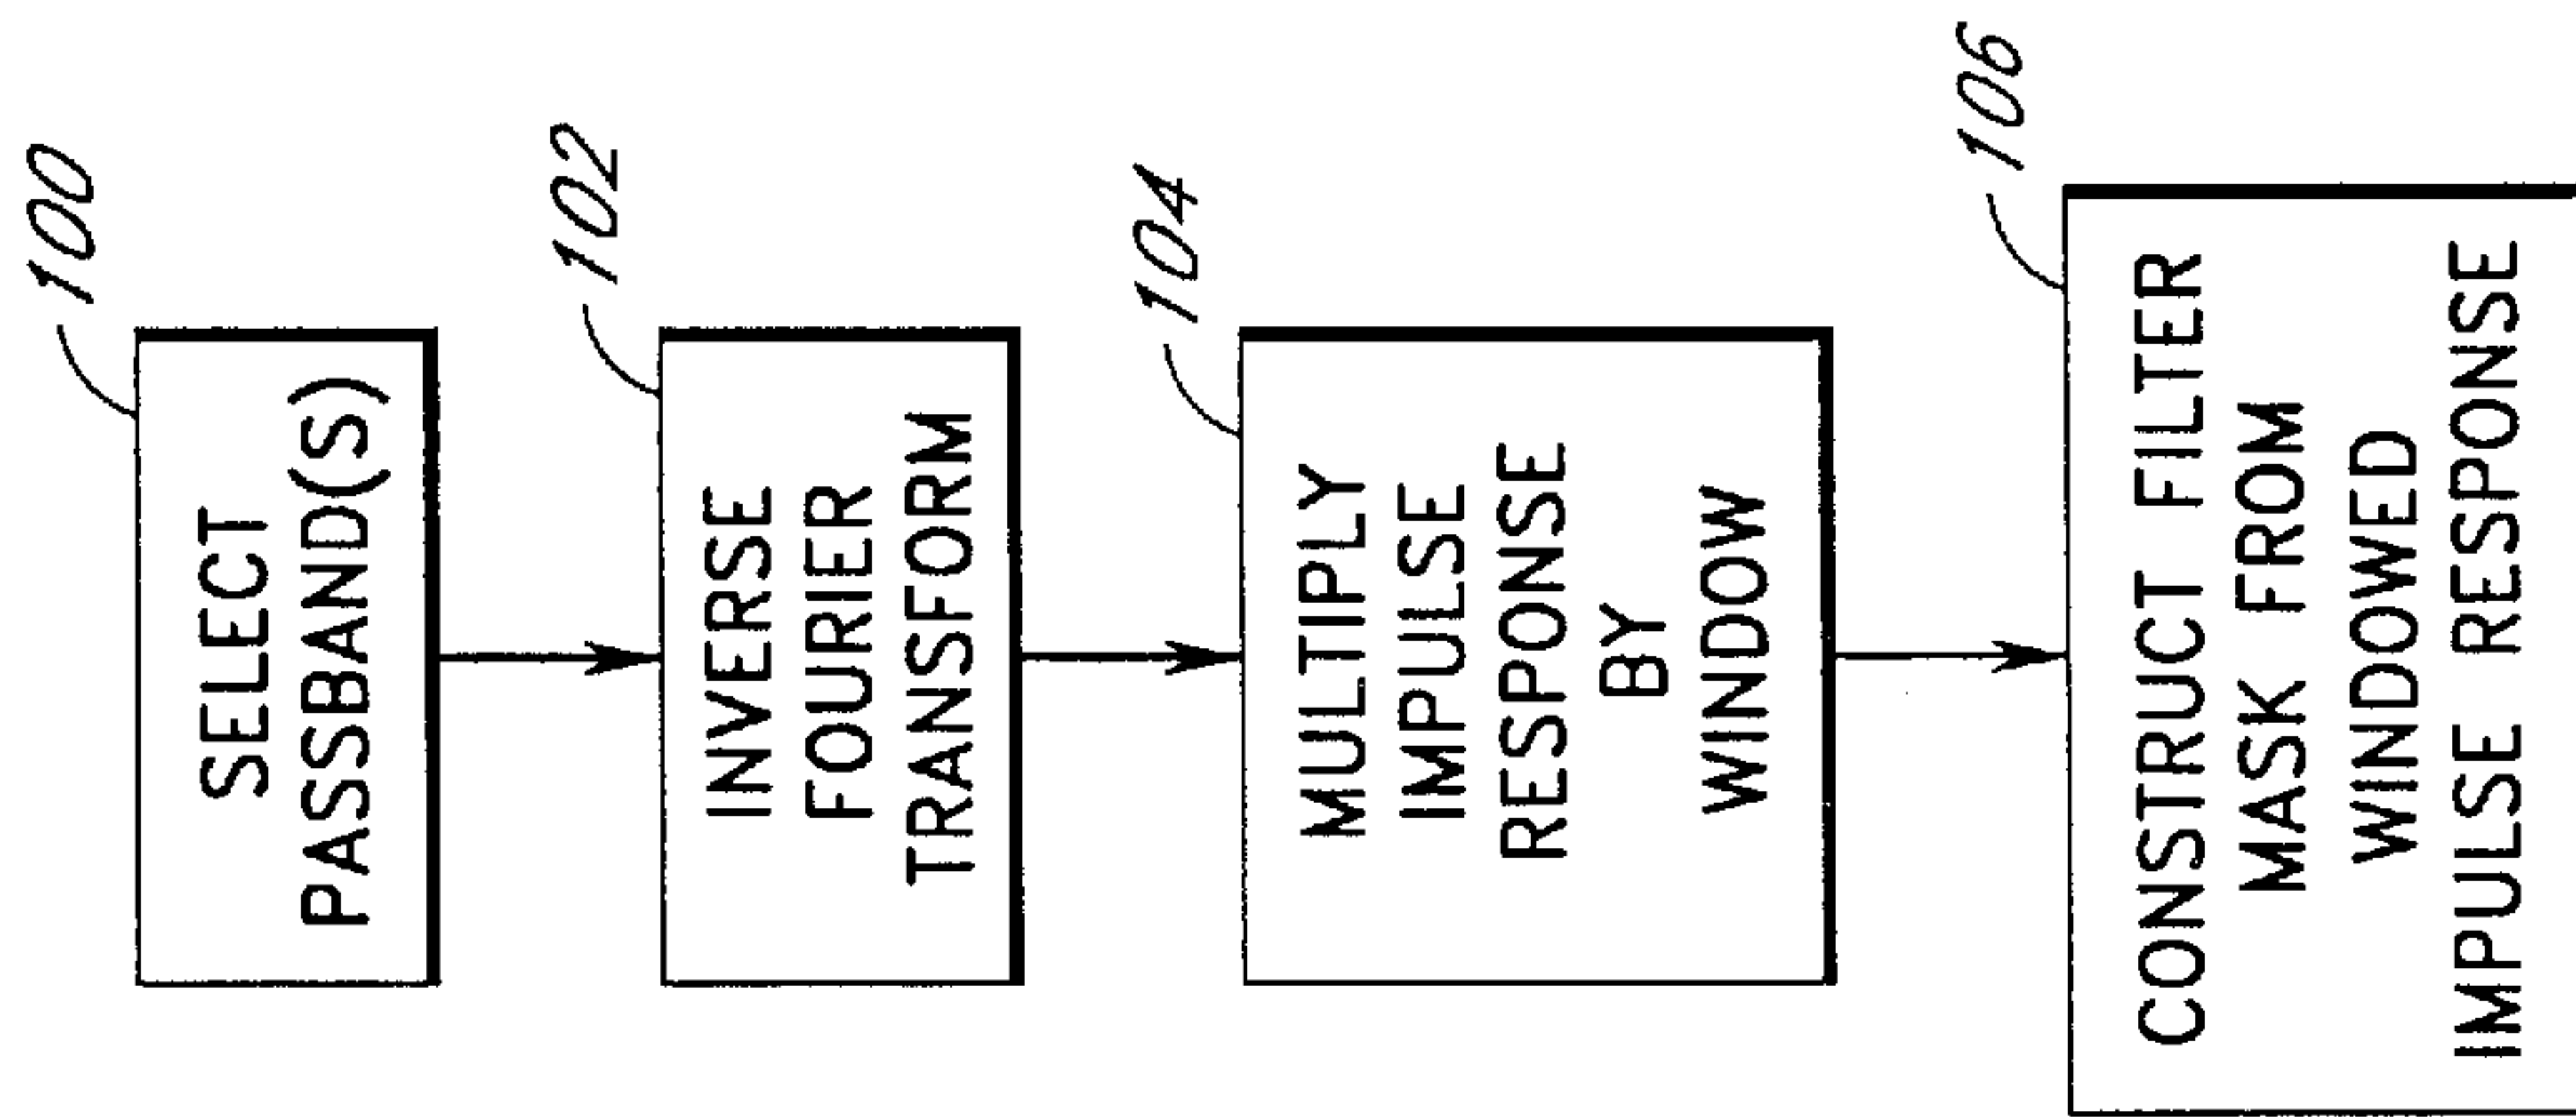 100
SELECT
PASSBAND(S)
102
INVERSE
FOURIER
TRANSFORM
104
MULTIPLY
IMPULSE
RESPONSE
BY
WINDOW
106
CONSTRUCT FILTER
MASK FROM
WINDOWED
IMPULSE RESPONSE